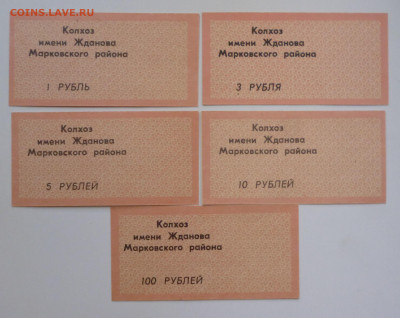 COINS.LAVE.RU
Колхоз
имени Жданова
Марковского района
1 РУБЛЬ
Колхоз
имени Жданова
Марковского района
3 РУБЛЯ
Колхоз
имени Жданова
Марковского района
5 РУБЛЕЙ
Колхоз
имени Жданова
Марковского района
10 РУБЛЕЙ
Колхоз
имени Жданова
Марковского района
100 РУБЛЕЙ